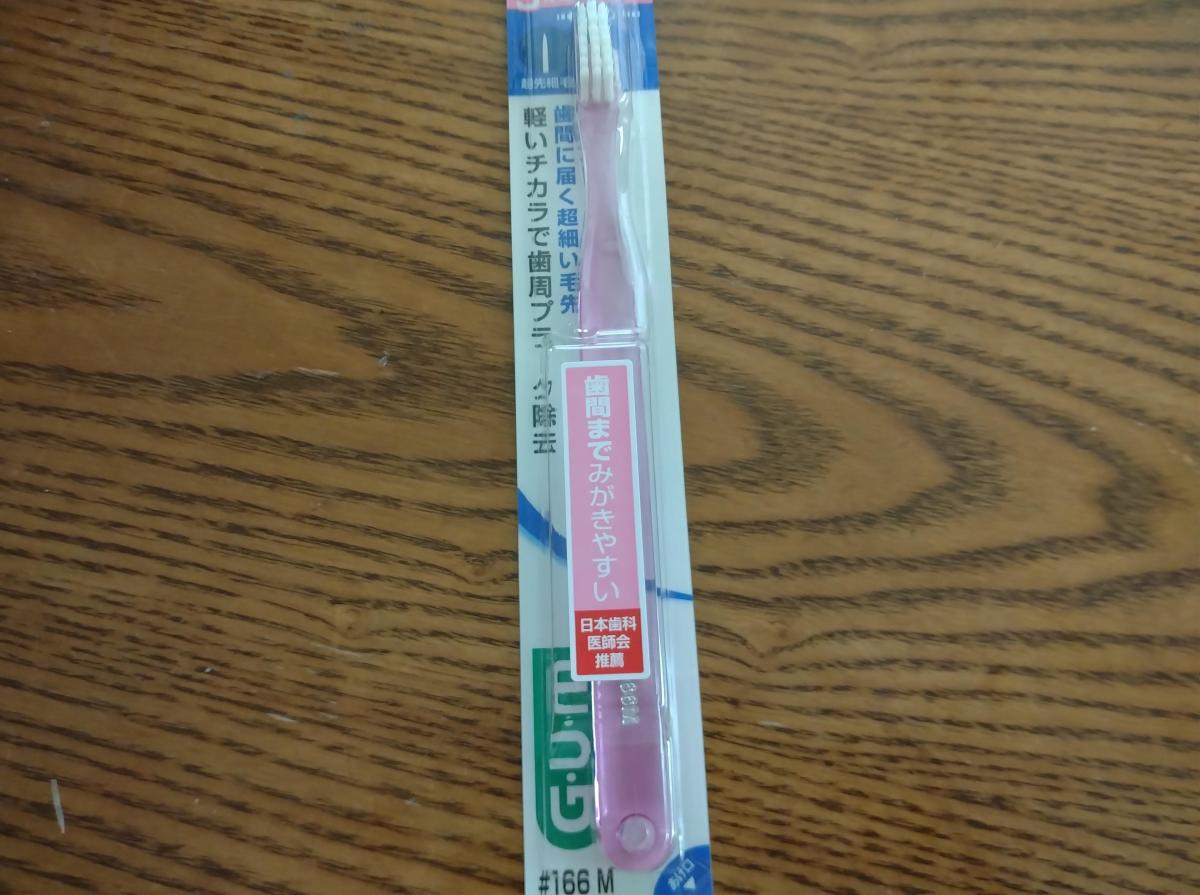 超先細毛
歯間に届く超細い毛先
軽いチカラで歯周プラ
ク除去
歯間までみがきやすい
日本歯科
医師会
推薦
G・U・M
#166 M
あけ口